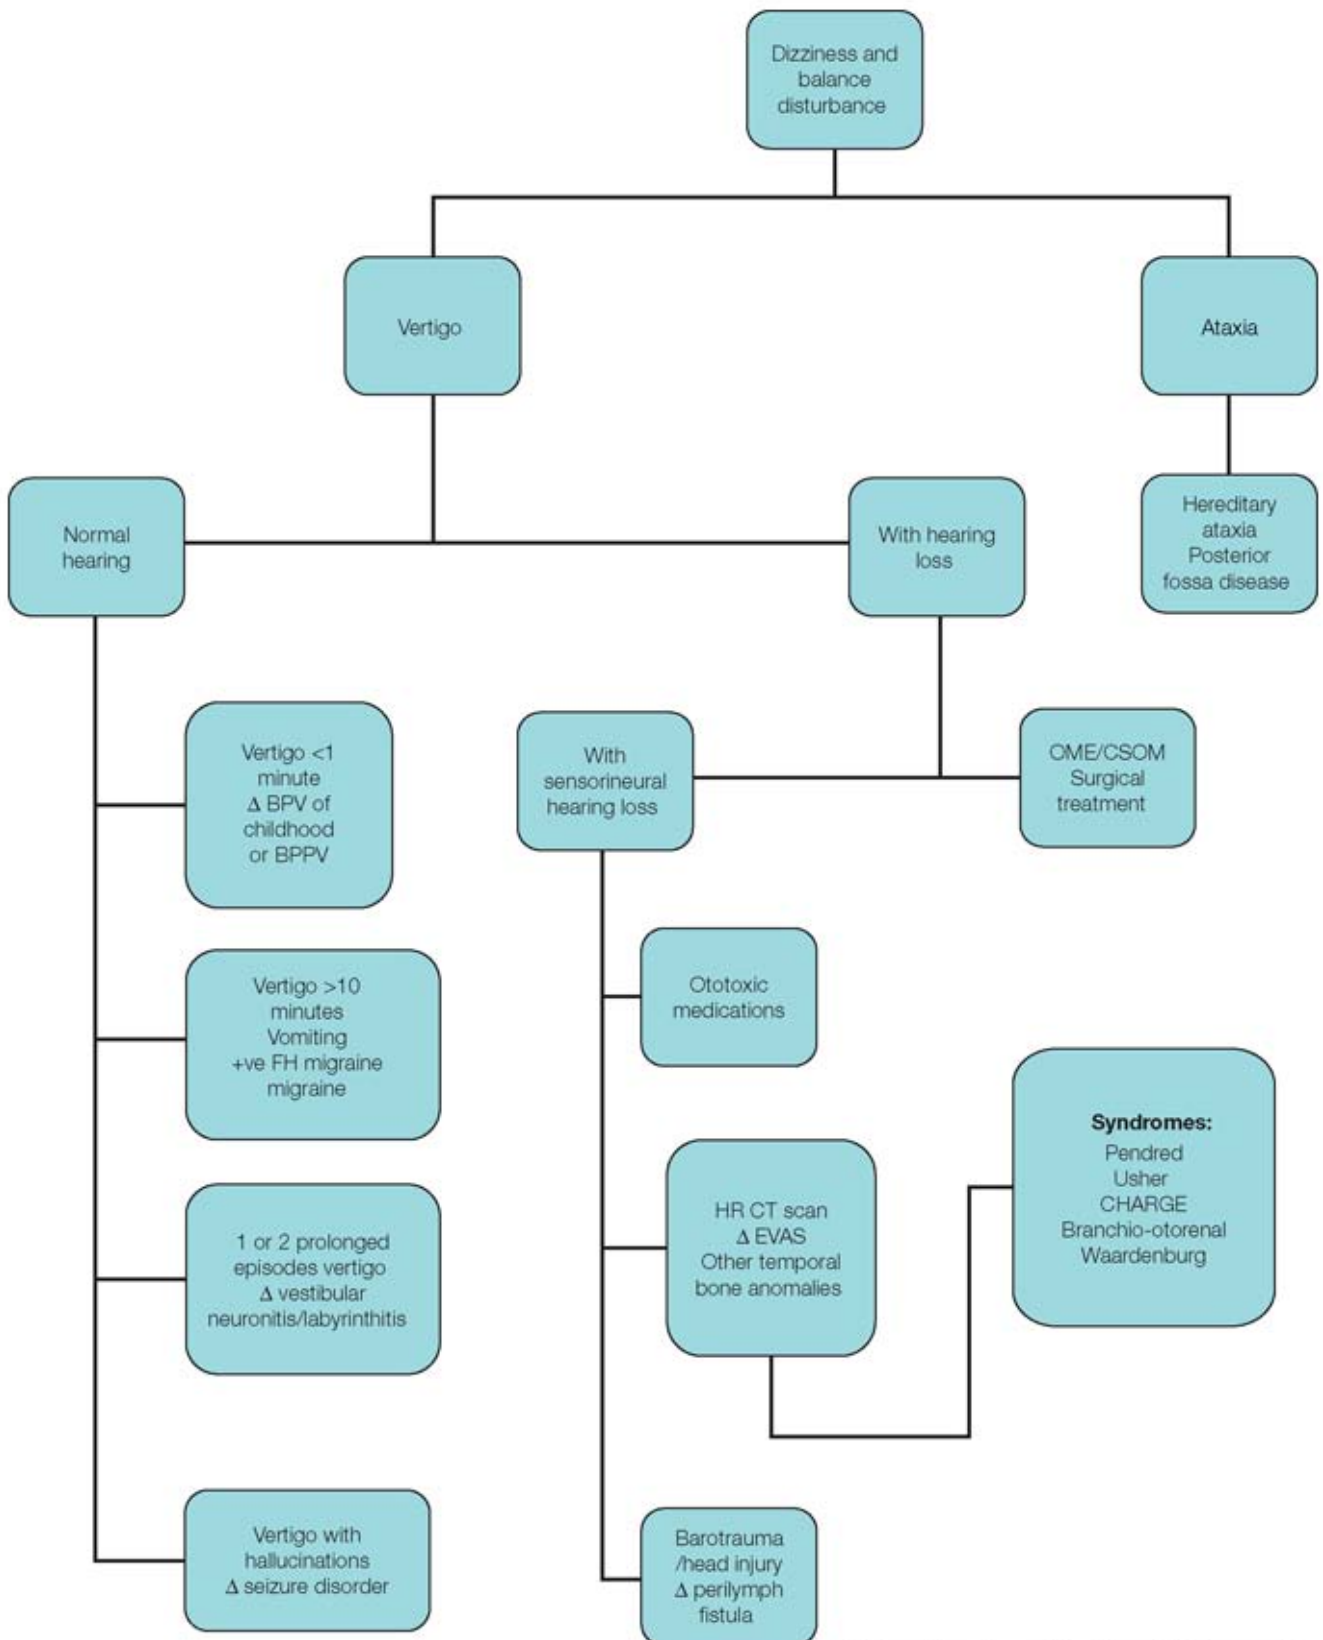 Dizziness and
balance
disturbance
Vertigo
Ataxia
Normal
hearing
With hearing
loss
Hereditary
ataxia
Posterior
fossa disease
Vertigo <1
minute
Δ BPV of
childhood
or BPPV
With
sensorineural
hearing loss
OME/CSOM
Surgical
treatment
Vertigo >10
minutes
Vomiting
+ve FH migraine
migraine
Ototoxic
medications
1 or 2 prolonged
episodes vertigo
Δ vestibular
neuronitis/labyrinthitis
HR CT scan
Δ EVAS
Other temporal
bone anomalies
Syndromes:
Pendred
Usher
CHARGE
Branchio-otorenal
Waardenburg
Vertigo with
hallucinations
Δ seizure disorder
Barotrauma
/head injury
Δ perilymph
fistula